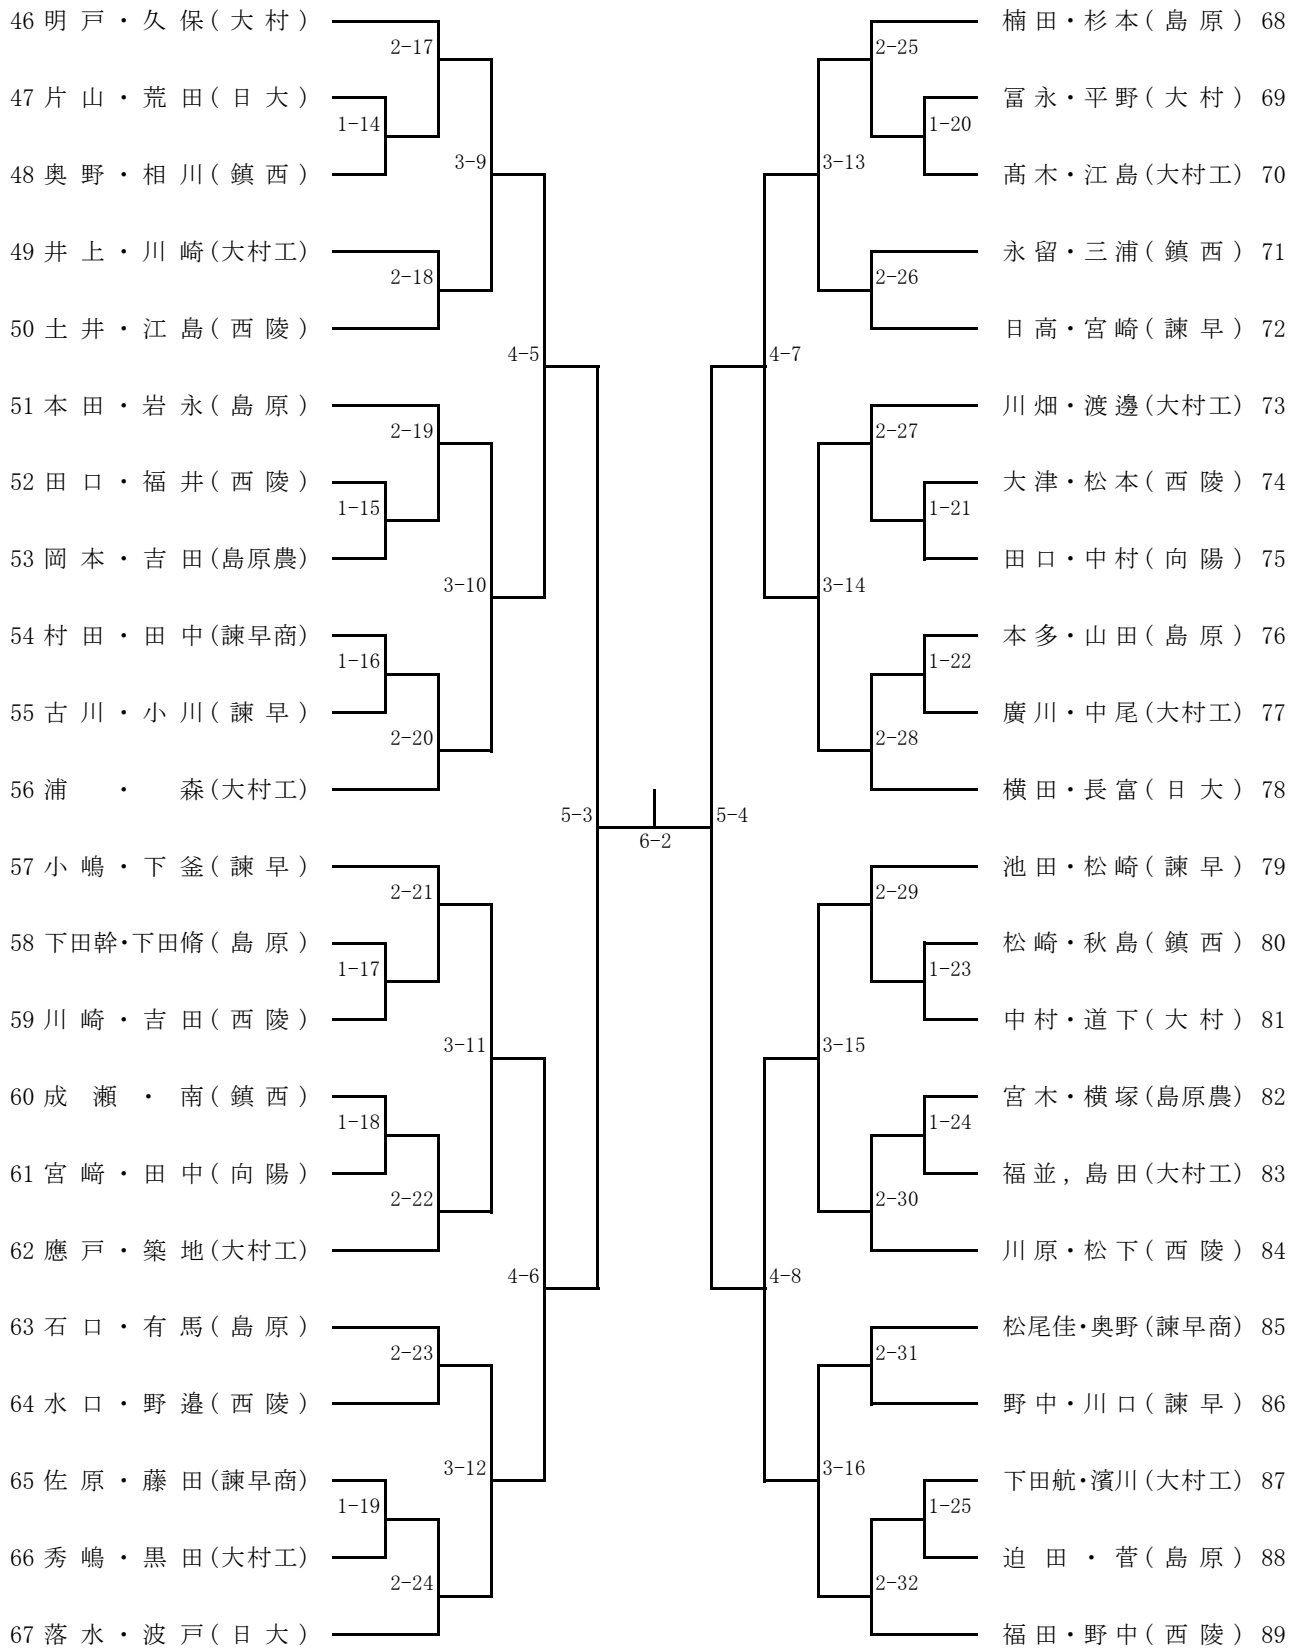 46 明戸・久保(大村)
47 片山・荒田(日大)
48 奥野・相川(鎮西)
49 井上・川崎(大村工)
50 土井・江島(西陵)
51 本田・岩永(島原)
52 田口・福井(西陵)
53 岡本・吉田(島原農)
54 村田・田中(諫早商)
55 古川・小川(諫早)
56 浦・森(大村工)
57 小嶋・下釜(諫早)
58 下田幹・下田脩(島原)
59 川崎・吉田(西陵)
60 成瀬・南(鎮西)
61 宮﨑・田中(向陽)
62 應戸・築地(大村工)
63 石口・有馬(島原)
64 水口・野邉(西陵)
65 佐原・藤田(諫早商)
66 秀嶋・黒田(大村工)
67 落水・波戸(日大)
2-17
1-14
3-9
2-18
4-5
2-19
1-15
3-10
1-16
2-20
5-3
2-21
1-17
3-11
1-18
2-22
4-6
2-23
3-12
1-19
2-24
6-2
2-25
1-20
3-13
2-26
4-7
2-27
1-21
3-14
1-22
2-28
5-4
2-29
1-23
3-15
1-24
2-30
4-8
2-31
3-16
1-25
2-32
楠田・杉本(島原) 68
冨永・平野(大村) 69
髙木・江島(大村工) 70
永留・三浦(鎮西) 71
日高・宮崎(諫早) 72
川畑・渡邊(大村工) 73
大津・松本(西陵) 74
田口・中村(向陽) 75
本多・山田(島原) 76
廣川・中尾(大村工) 77
横田・長富(日大) 78
池田・松崎(諫早) 79
松崎・秋島(鎮西) 80
中村・道下(大村) 81
宮木・横塚(島原農) 82
福並, 島田(大村工) 83
川原・松下(西陵) 84
松尾佳・奥野(諫早商) 85
野中・川口(諫早) 86
下田航・濱川(大村工) 87
迫田・菅(島原) 88
福田・野中(西陵) 89